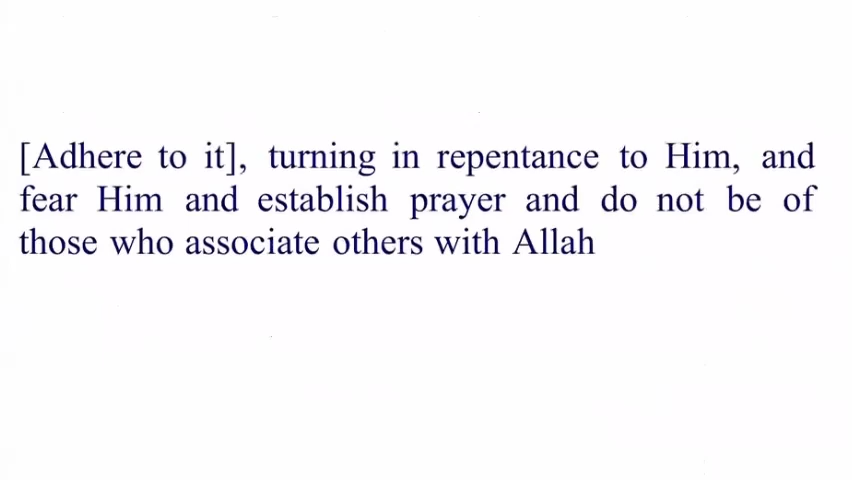 [Adhere to it], turning in repentance to Him, and
fear Him and establish prayer and do not be of
those who associate others with Allah